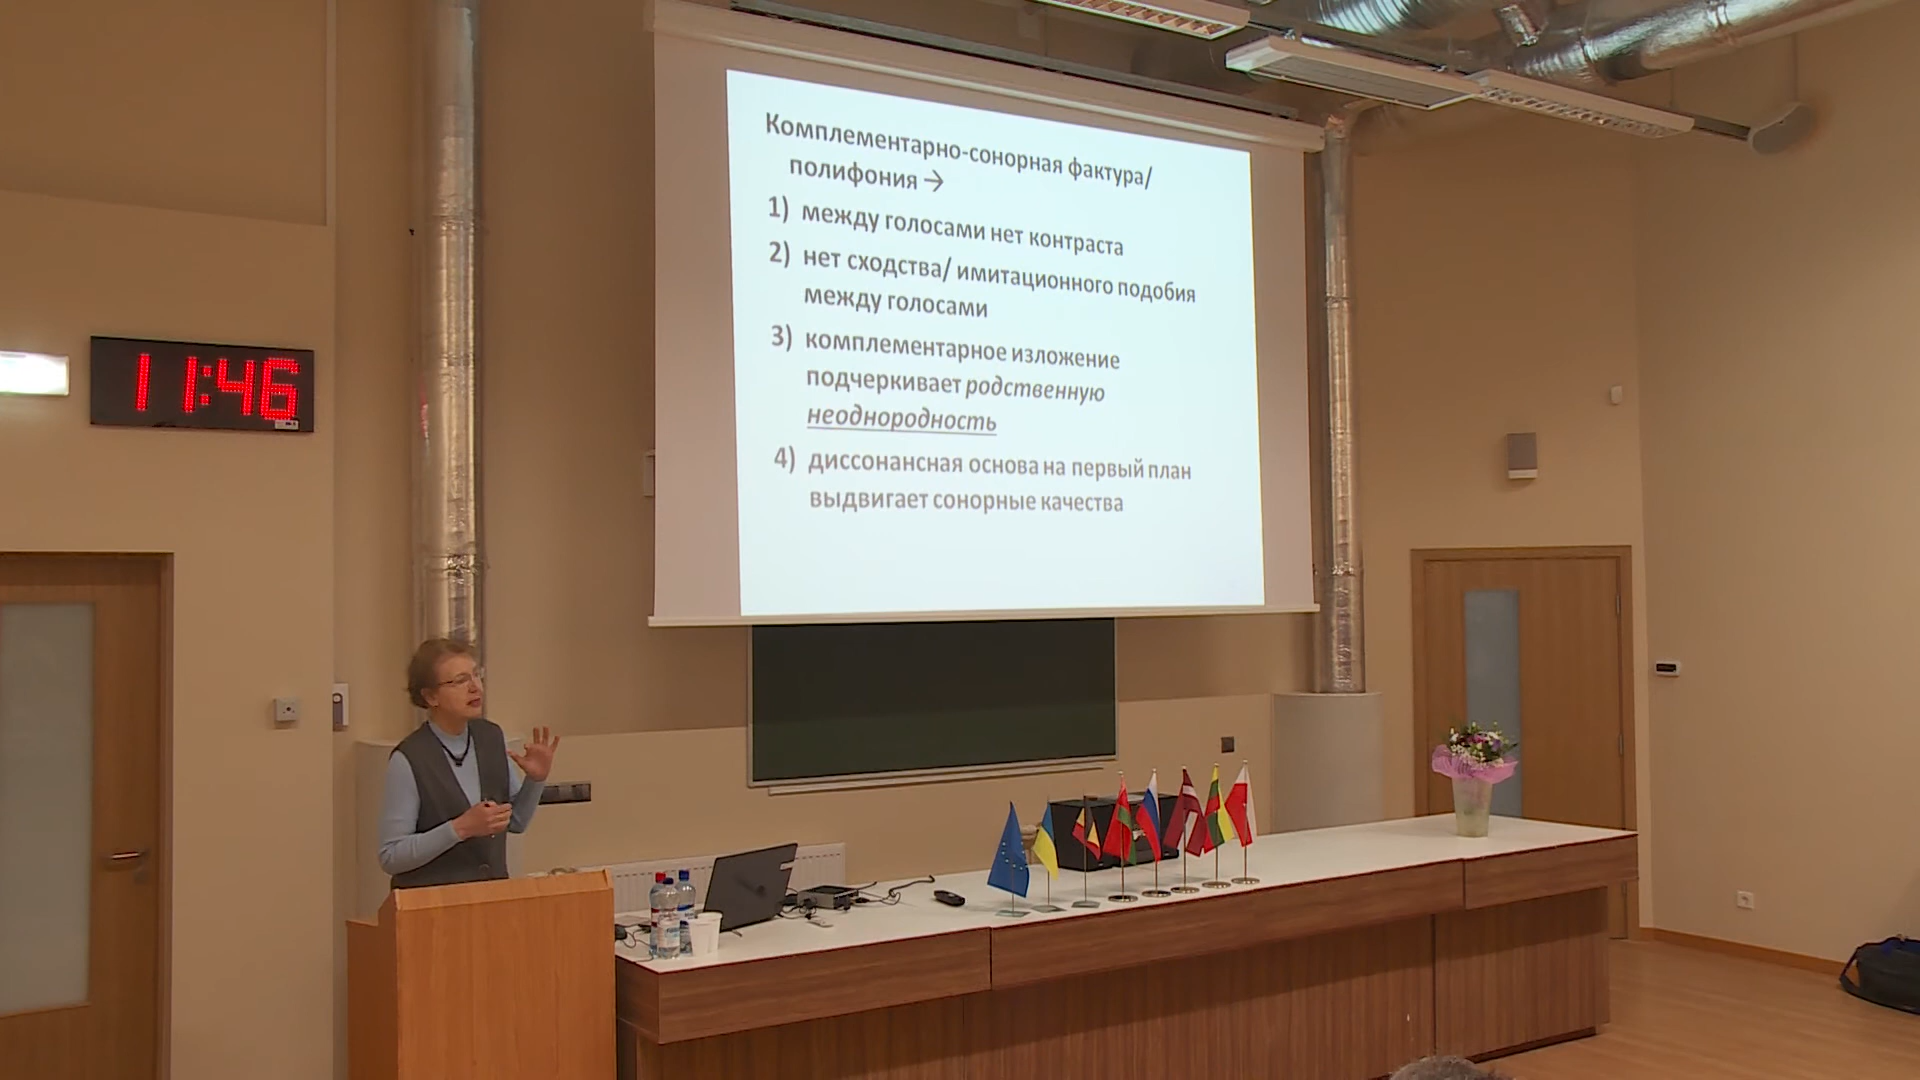 Комплементарно-сонорная фактура/
полифония →
1) между голосами нет контраста
2) нет сходства/ имитационного подобия
между голосами
3) комплементарное изложение
подчеркивает родственную
неоднородность
4) диссонансная основа на первый план
выдвигает сонорные качества
11:46